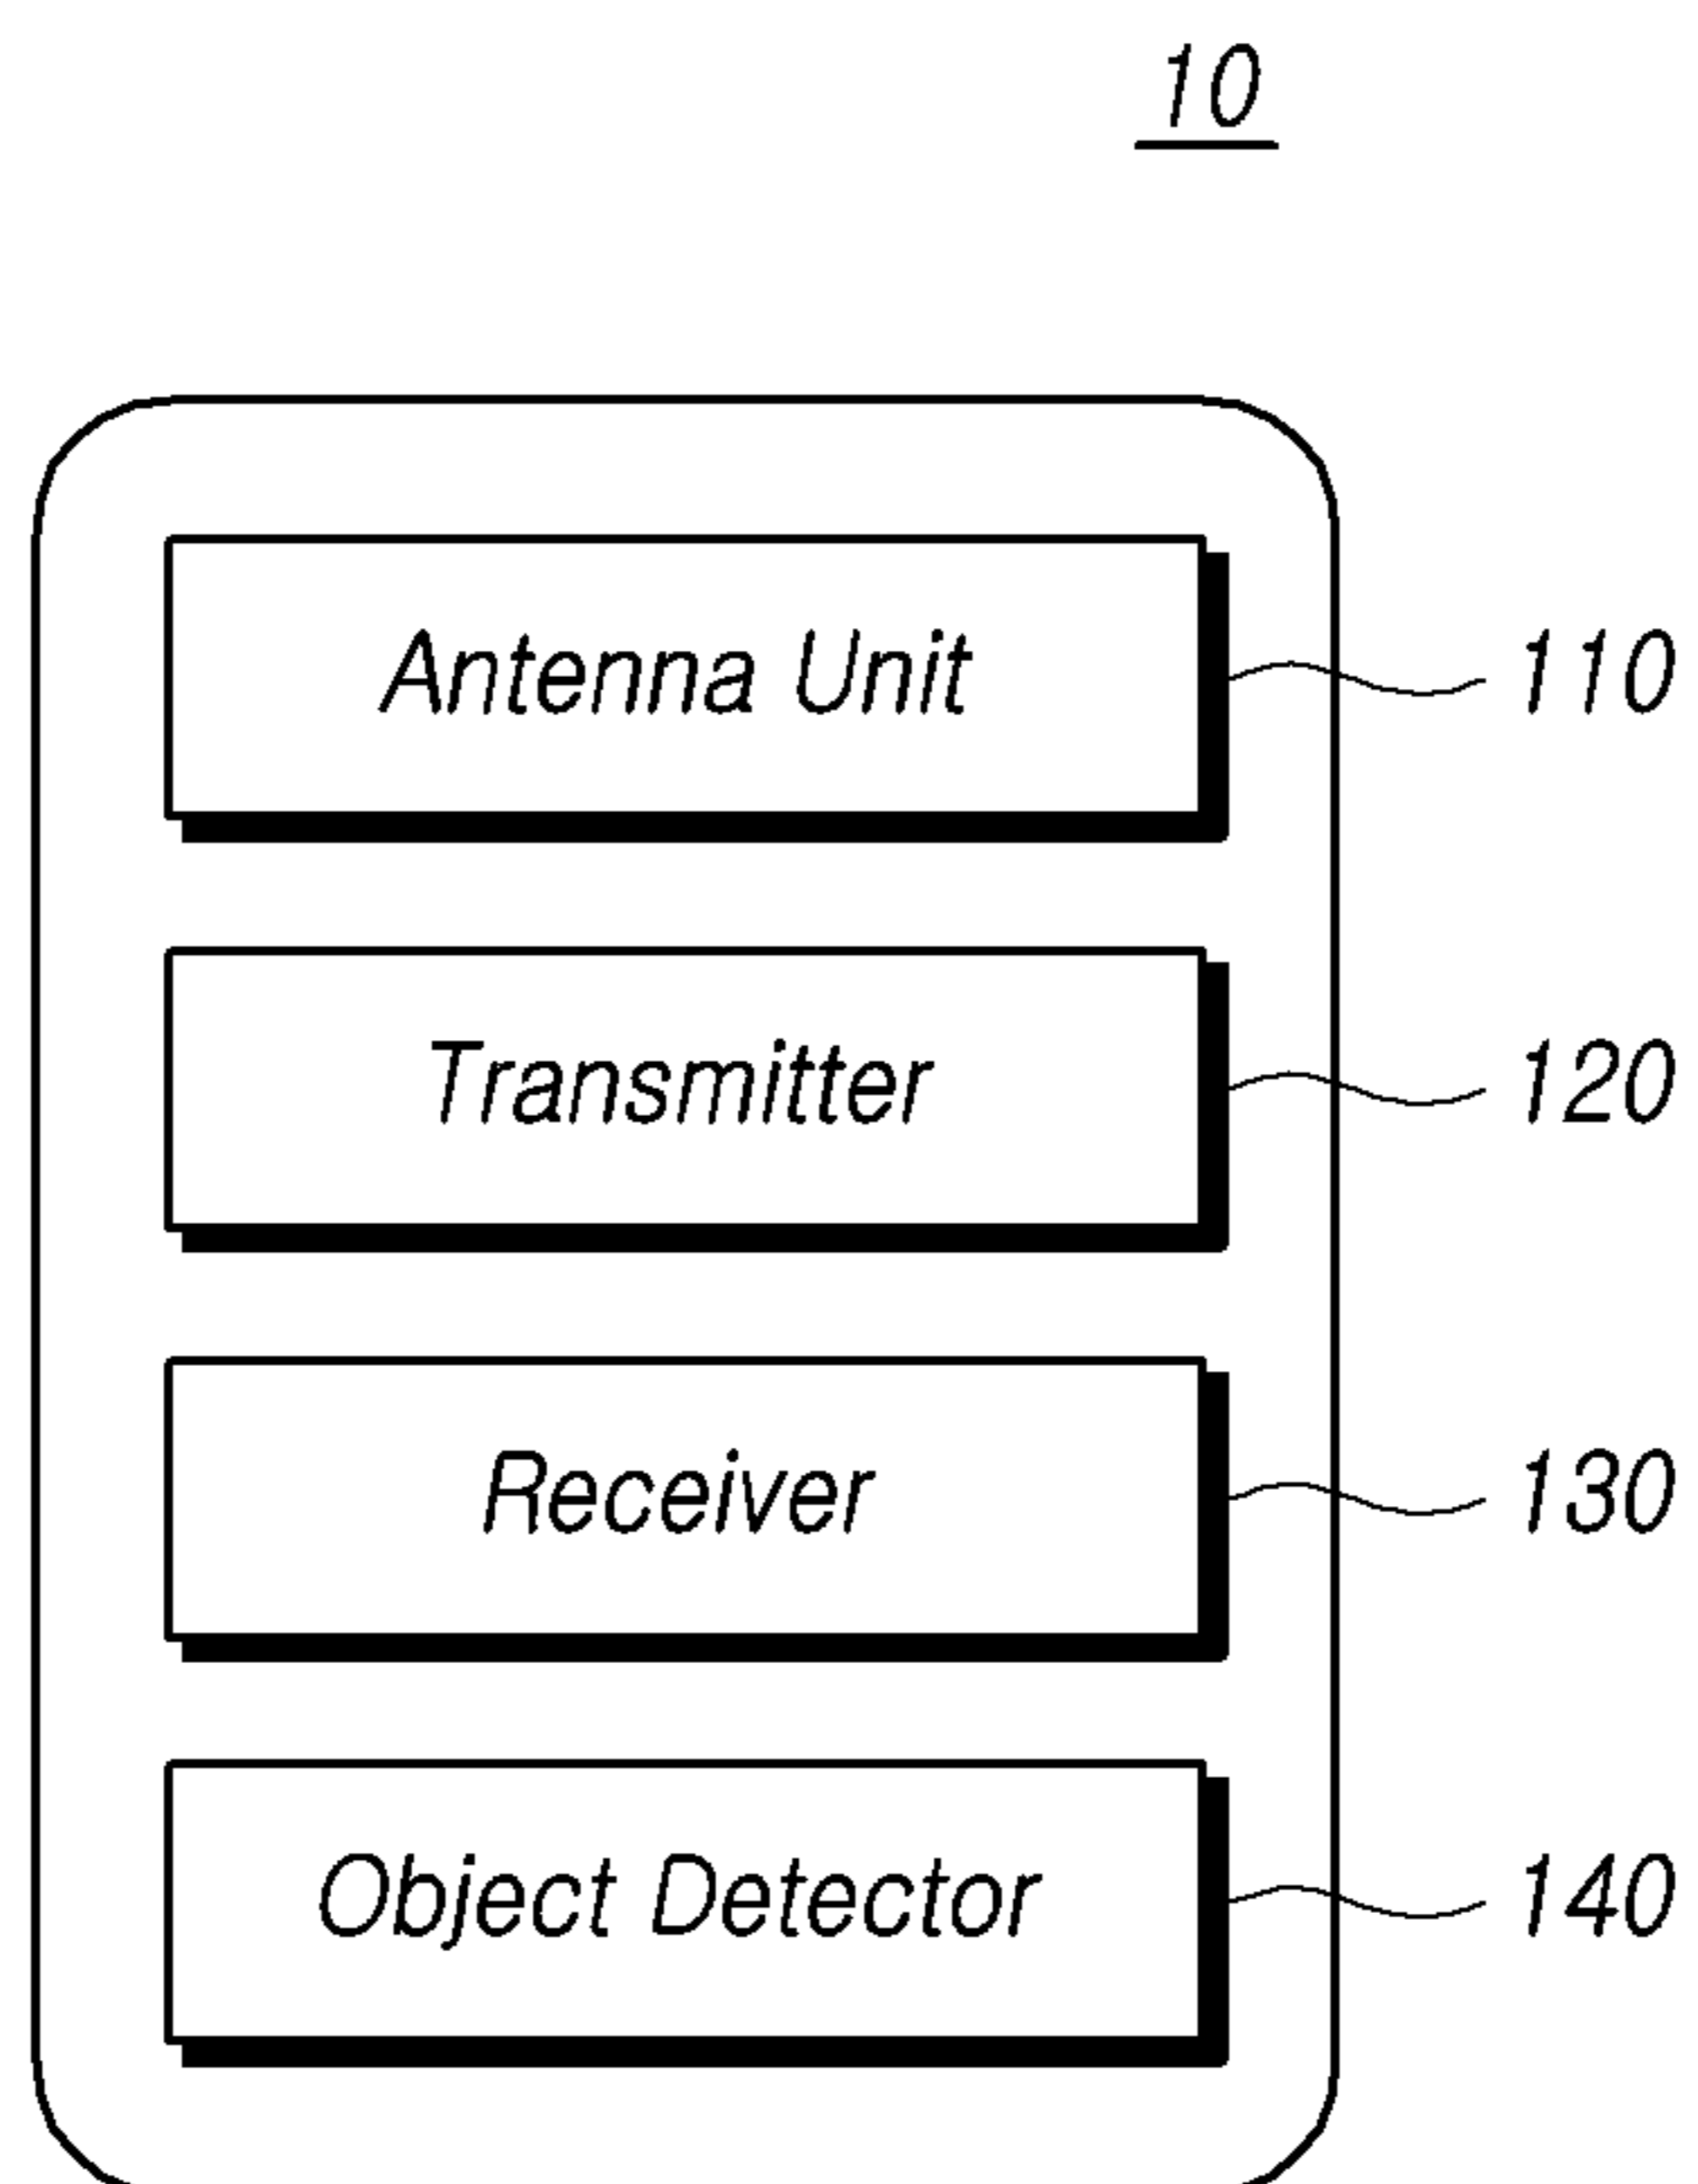 10
Antenna Unit 110
Transmitter 120
Receiver 130
Object Detector 140